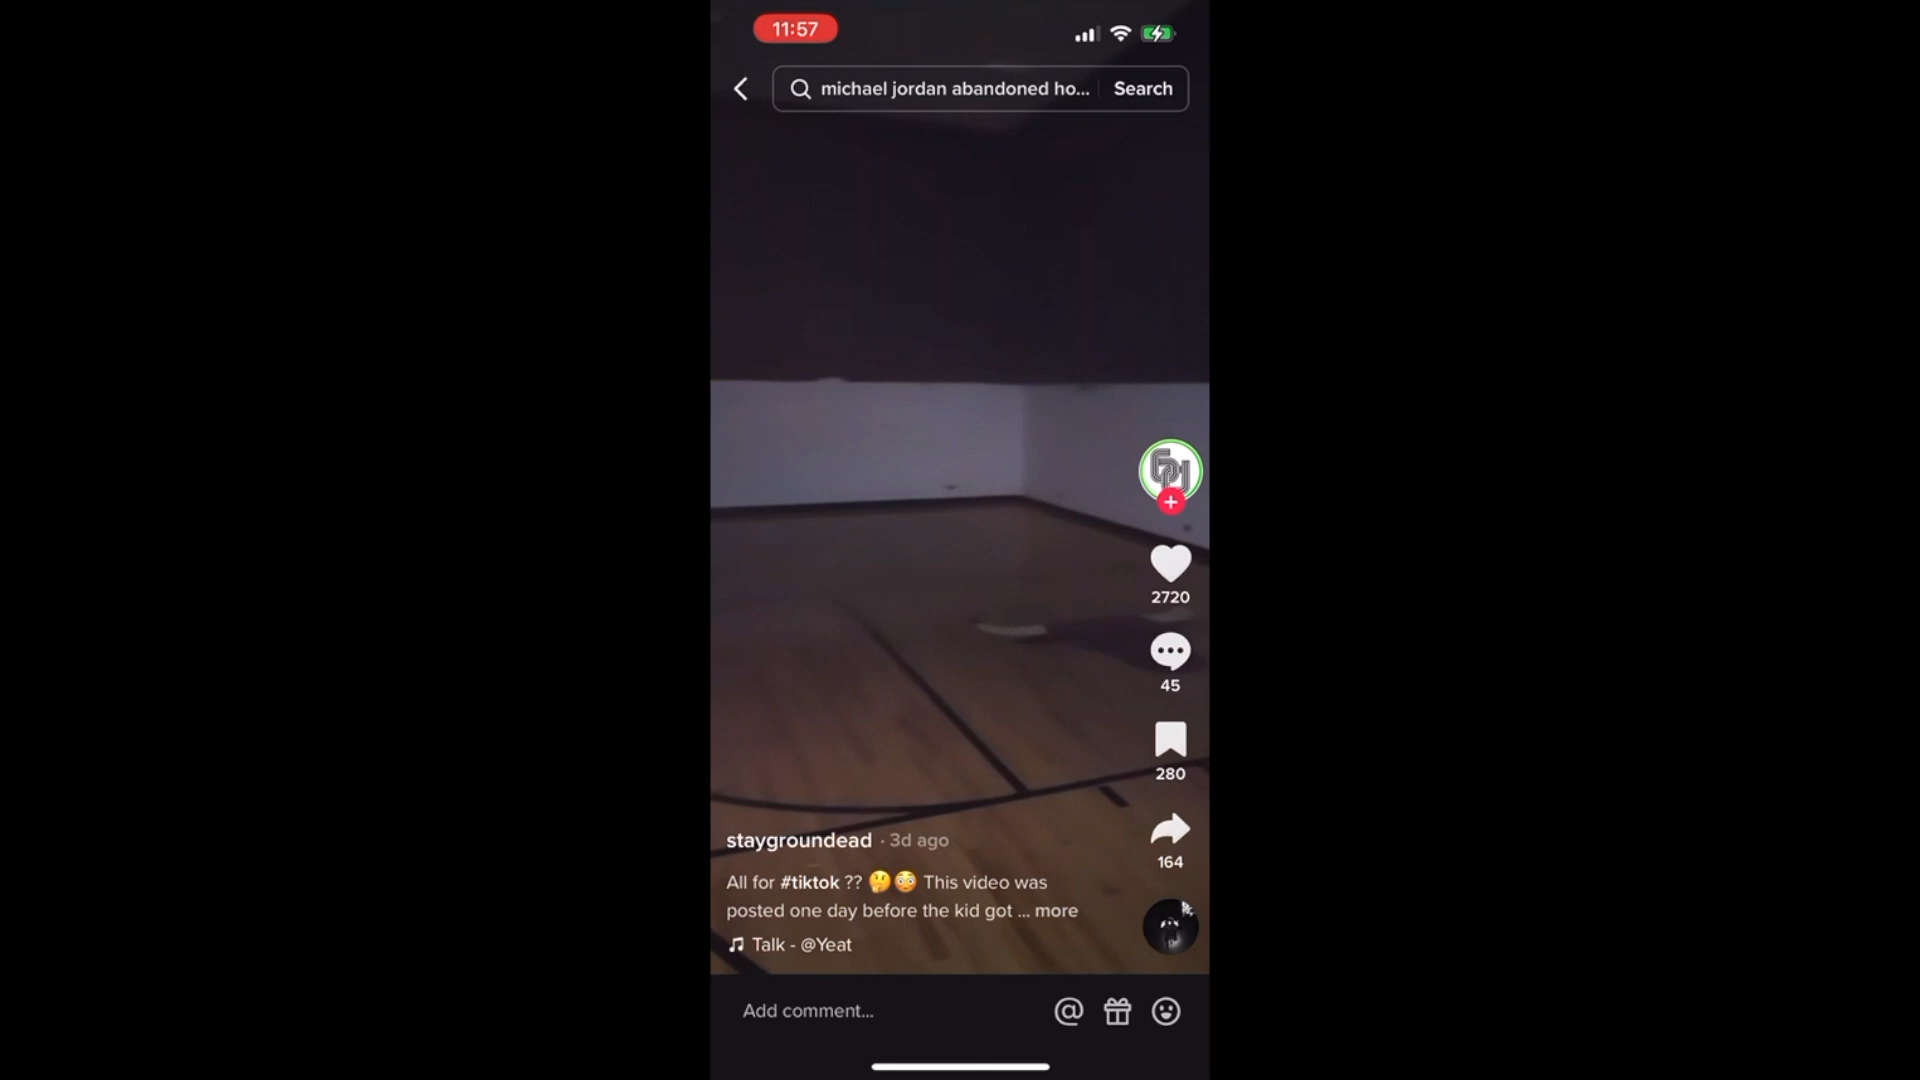 11:57
michael jordan abandoned ho... Search
2720
45
280
164
staygroundead · 3d ago
All for #tiktok ?? 🤔😳 This video was
posted one day before the kid got ... more
Talk - @Yeat
Add comment...